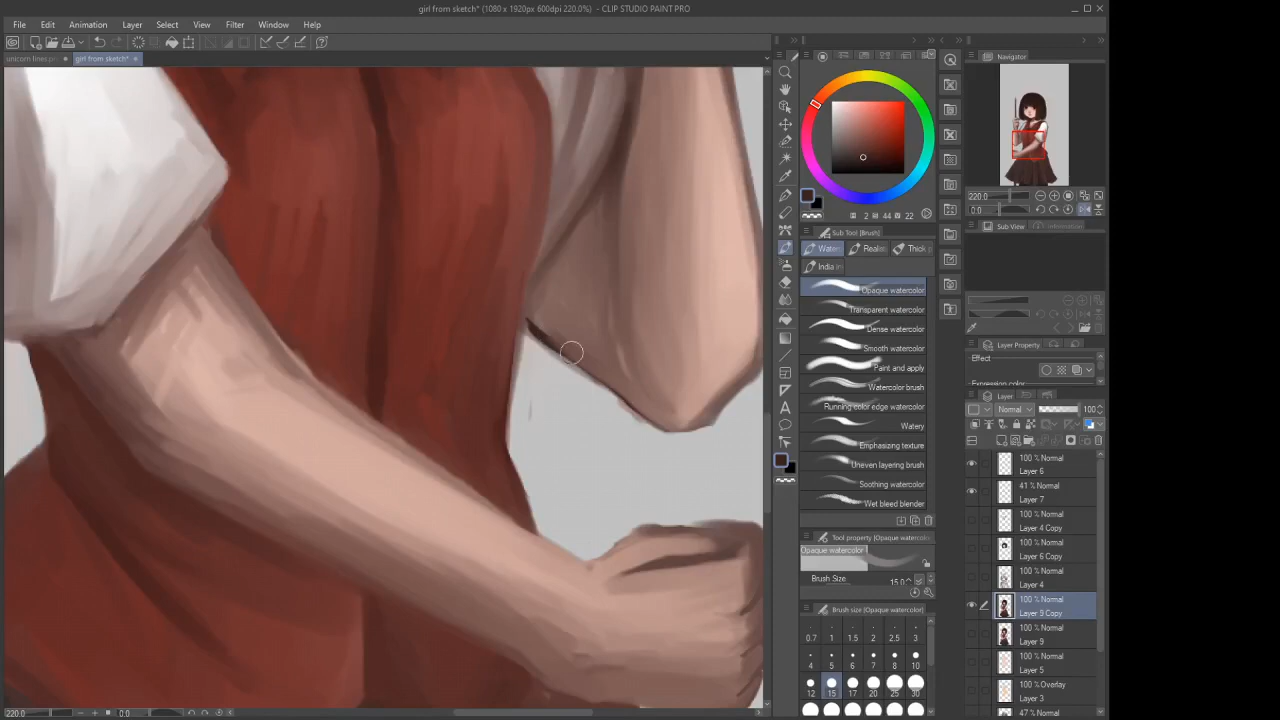 girl from sketch* (1080 x 1920px 600dpi 220.0%) - CLIP STUDIO PAINT PRO
File Edit Animation Layer Select View Filter Window Help
girl from sketch*
Navigator
220.0
0.0
Sub View Information
2 44 22
Sub Tool [Brush]
Water Realis Thick
India in
Opaque watercolor
Transparent watercolor
Dense watercolor
Smooth watercolor
Paint and apply
Watercolor brush
Running color edge watercolor
Watery
Emphasizing texture
Uneven layering brush
Soothing watercolor
Wet bleed blender
Tool property [Opaque watercolo
Opaque watercolor
Brush Size 15.0
Brush size [Opaque watercolor]
0.7 1 1.5 2 2.5 3
4 5 6 7 8 10
12 15 17 20 25 30
Layer Property
Effect
Expression color
Layer
Normal 100
100 % Normal
Layer 6
41 % Normal
Layer 7
100 % Normal
Layer 4 Copy
100 % Normal
Layer 6 Copy
100 % Normal
Layer 4
100 % Normal
Layer 9 Copy
100 % Normal
Layer 9
100 % Normal
Layer 5
100 % Overlay
Layer 3
47 % Normal
220.0 0.0